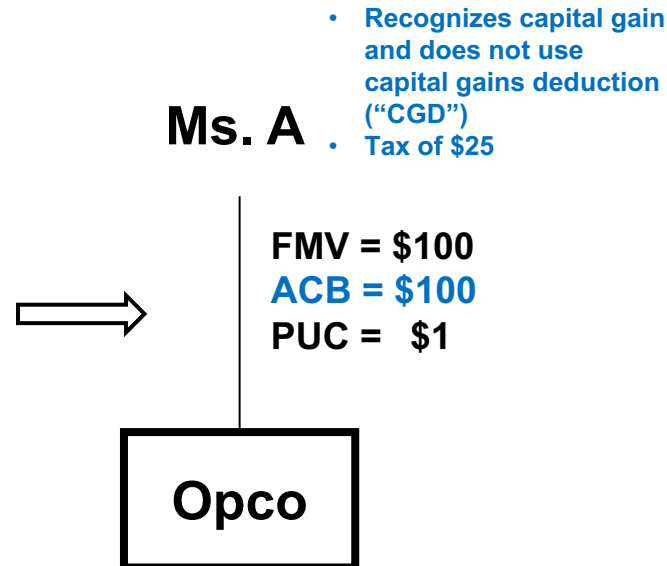 • Recognizes capital gain
and does not use
capital gains deduction
(“CGD”)
• Tax of $25
Ms. A
FMV = $100
ACB = $100
PUC = $1
Opco